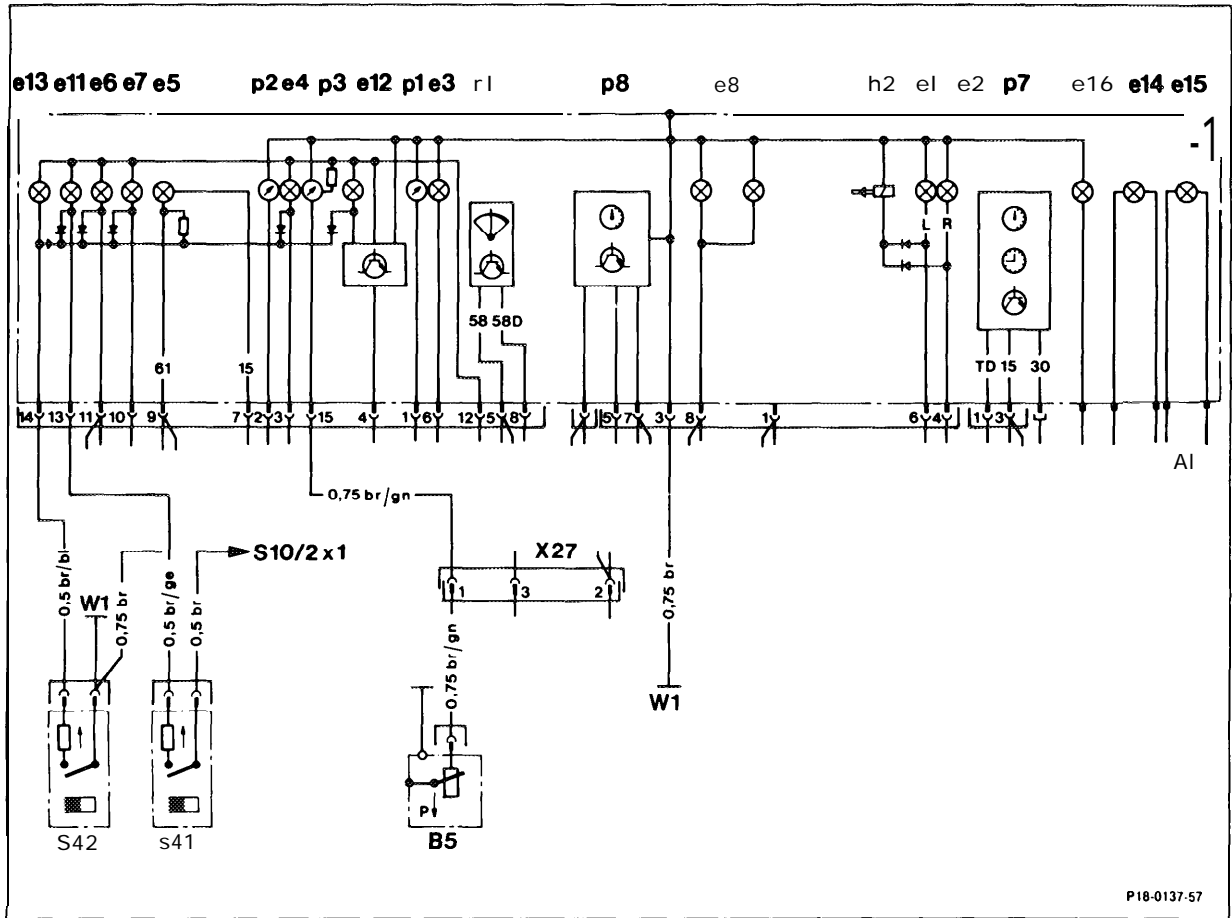 e13 e11 e6 e7 e5 p2 e4 p3 e12 p1 e3 rl p8 e8 h2 el e2 p7 e16 e14 e15
-1
L R
58 58D
61 15 TD 15 30
14 13 11 10 9 7 2 3 15 4 1 6 12 5 8 5 7 3 8 1 6 4 1 3
Al
0,75 br/gn
S10/2 x 1
X27
1 3 2
0.5 br/bl
W1
0,75 br
0,5 br/ge
0,5 br
0,75 br/gn
0,75 br
W1
P
S42 s41 B5
P18-0137-57